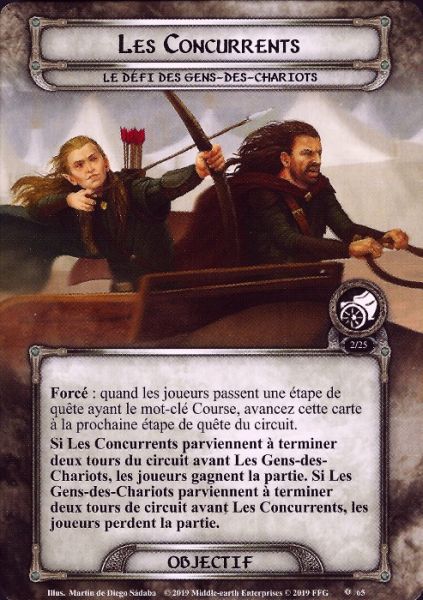 Les Concurrents
Le Défi des Gens-des-Chariots
2/25
Forcé : quand les joueurs passent une étape de
quête ayant le mot-clé Course, avancez cette carte
à la prochaine étape de quête du circuit.
Si Les Concurrents parviennent à terminer
deux tours du circuit avant Les Gens-des-
Chariots, les joueurs gagnent la partie. Si Les
Gens-des-Chariots parviennent à terminer
deux tours de circuit avant Les Concurrents, les
joueurs perdent la partie.
Objectif
Illus. Martin de Diego Sádaba © 2019 Middle-earth Enterprises © 2019 FFG 65